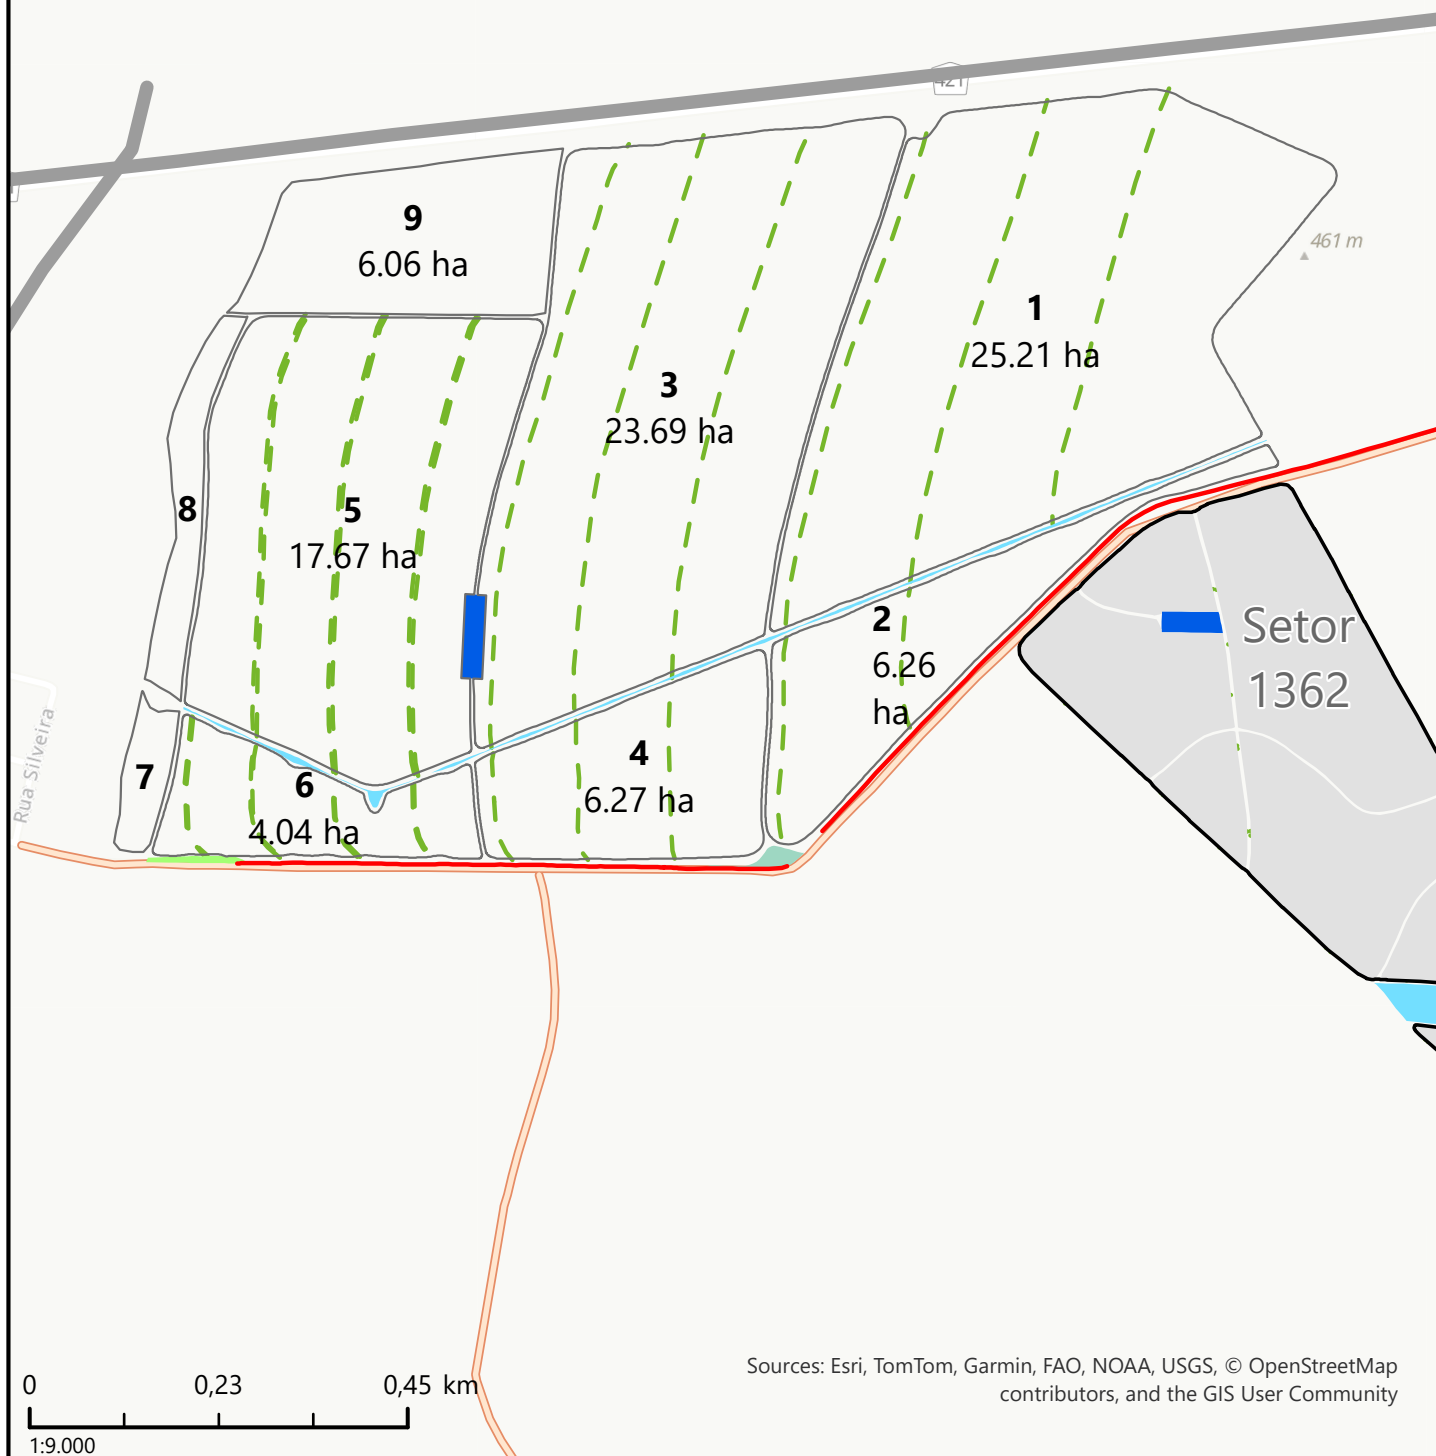 421
9
6.06 ha
461 m
1
25.21 ha
3
23.69 ha
8
5
17.67 ha
2
6.26
ha
Setor
1362
Rua Silveira
7
4
6.27 ha
6
4.04 ha
Sources: Esri, TomTom, Garmin, FAO, NOAA, USGS, © OpenStreetMap
contributors, and the GIS User Community
0 0,23 0,45 km
1:9.000